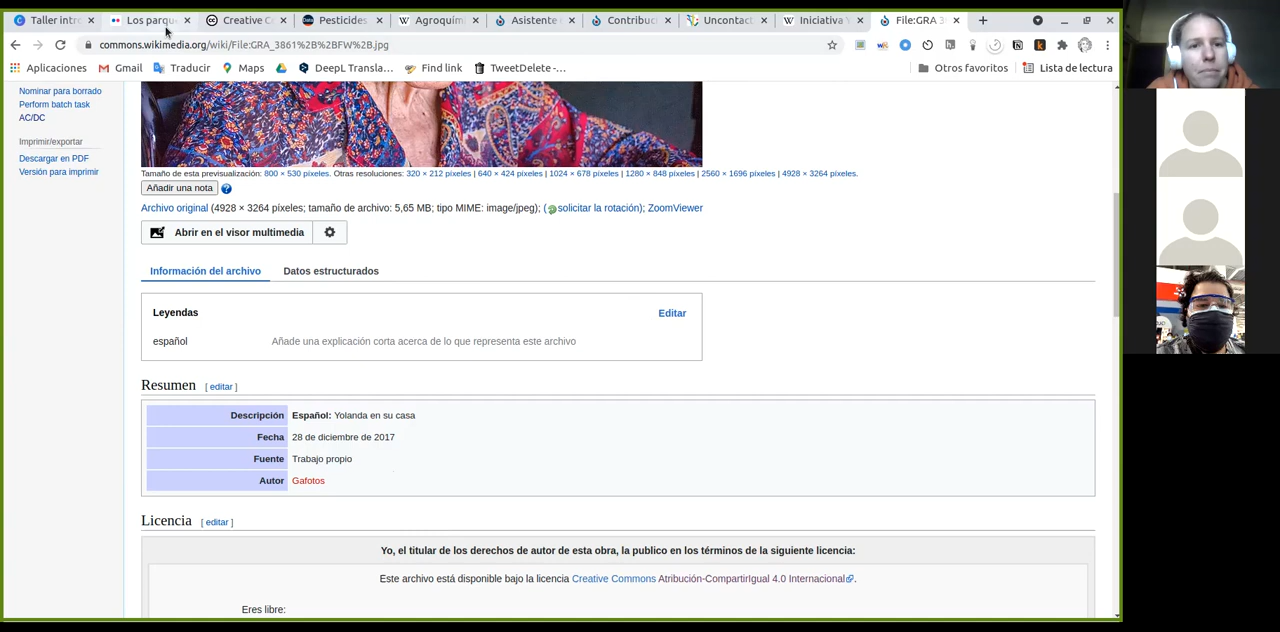 Taller intro Los parque Creative C Pesticides Agroquím Asistente Contribuc Uncontact Iniciativa File:GRA 3
commons.wikimedia.org/wiki/File:GRA_3861%2B%2BFW%2B.jpg
Aplicaciones Gmail Traducir Maps DeepL Transla... Find link TweetDelete -... Otros favoritos Lista de lectura
Nominar para borrado
Perform batch task
AC/DC
Imprimir/exportar
Descargar en PDF
Versión para imprimir
Tamaño de esta previsualización: 800 × 530 píxeles. Otras resoluciones: 320 × 212 píxeles | 640 × 424 píxeles | 1024 × 678 píxeles | 1280 × 848 píxeles | 2560 × 1696 píxeles | 4928 × 3264 píxeles.
Añadir una nota
Archivo original (4928 × 3264 píxeles; tamaño de archivo: 5,65 MB; tipo MIME: image/jpeg); (solicitar la rotación); ZoomViewer
Abrir en el visor multimedia
Información del archivo Datos estructurados
Leyendas Editar
español Añade una explicación corta acerca de lo que representa este archivo
Resumen [ editar ]
Descripción Español: Yolanda en su casa
Fecha 28 de diciembre de 2017
Fuente Trabajo propio
Autor Gafotos
Licencia [ editar ]
Yo, el titular de los derechos de autor de esta obra, la publico en los términos de la siguiente licencia:
Este archivo está disponible bajo la licencia Creative Commons Atribución-CompartirIgual 4.0 Internacional.
Eres libre: